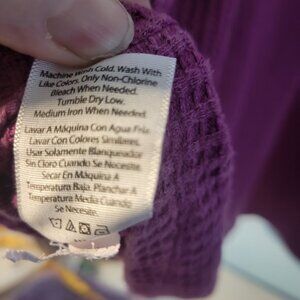 Machine Wash Cold. Wash With
Like Colors. Only Non-Chlorine
Bleach When Needed.
Tumble Dry Low.
Medium Iron When Needed.
Lavar A Máquina Con Agua Fría.
Lavar Con Colores Similares.
Usar Solamente Blanqueador
Sin Cloro Cuando Se Necesite.
Secar En Máquina A
Temperatura Baja. Planchar A
Temperatura Media Cuando
Se Necesite.